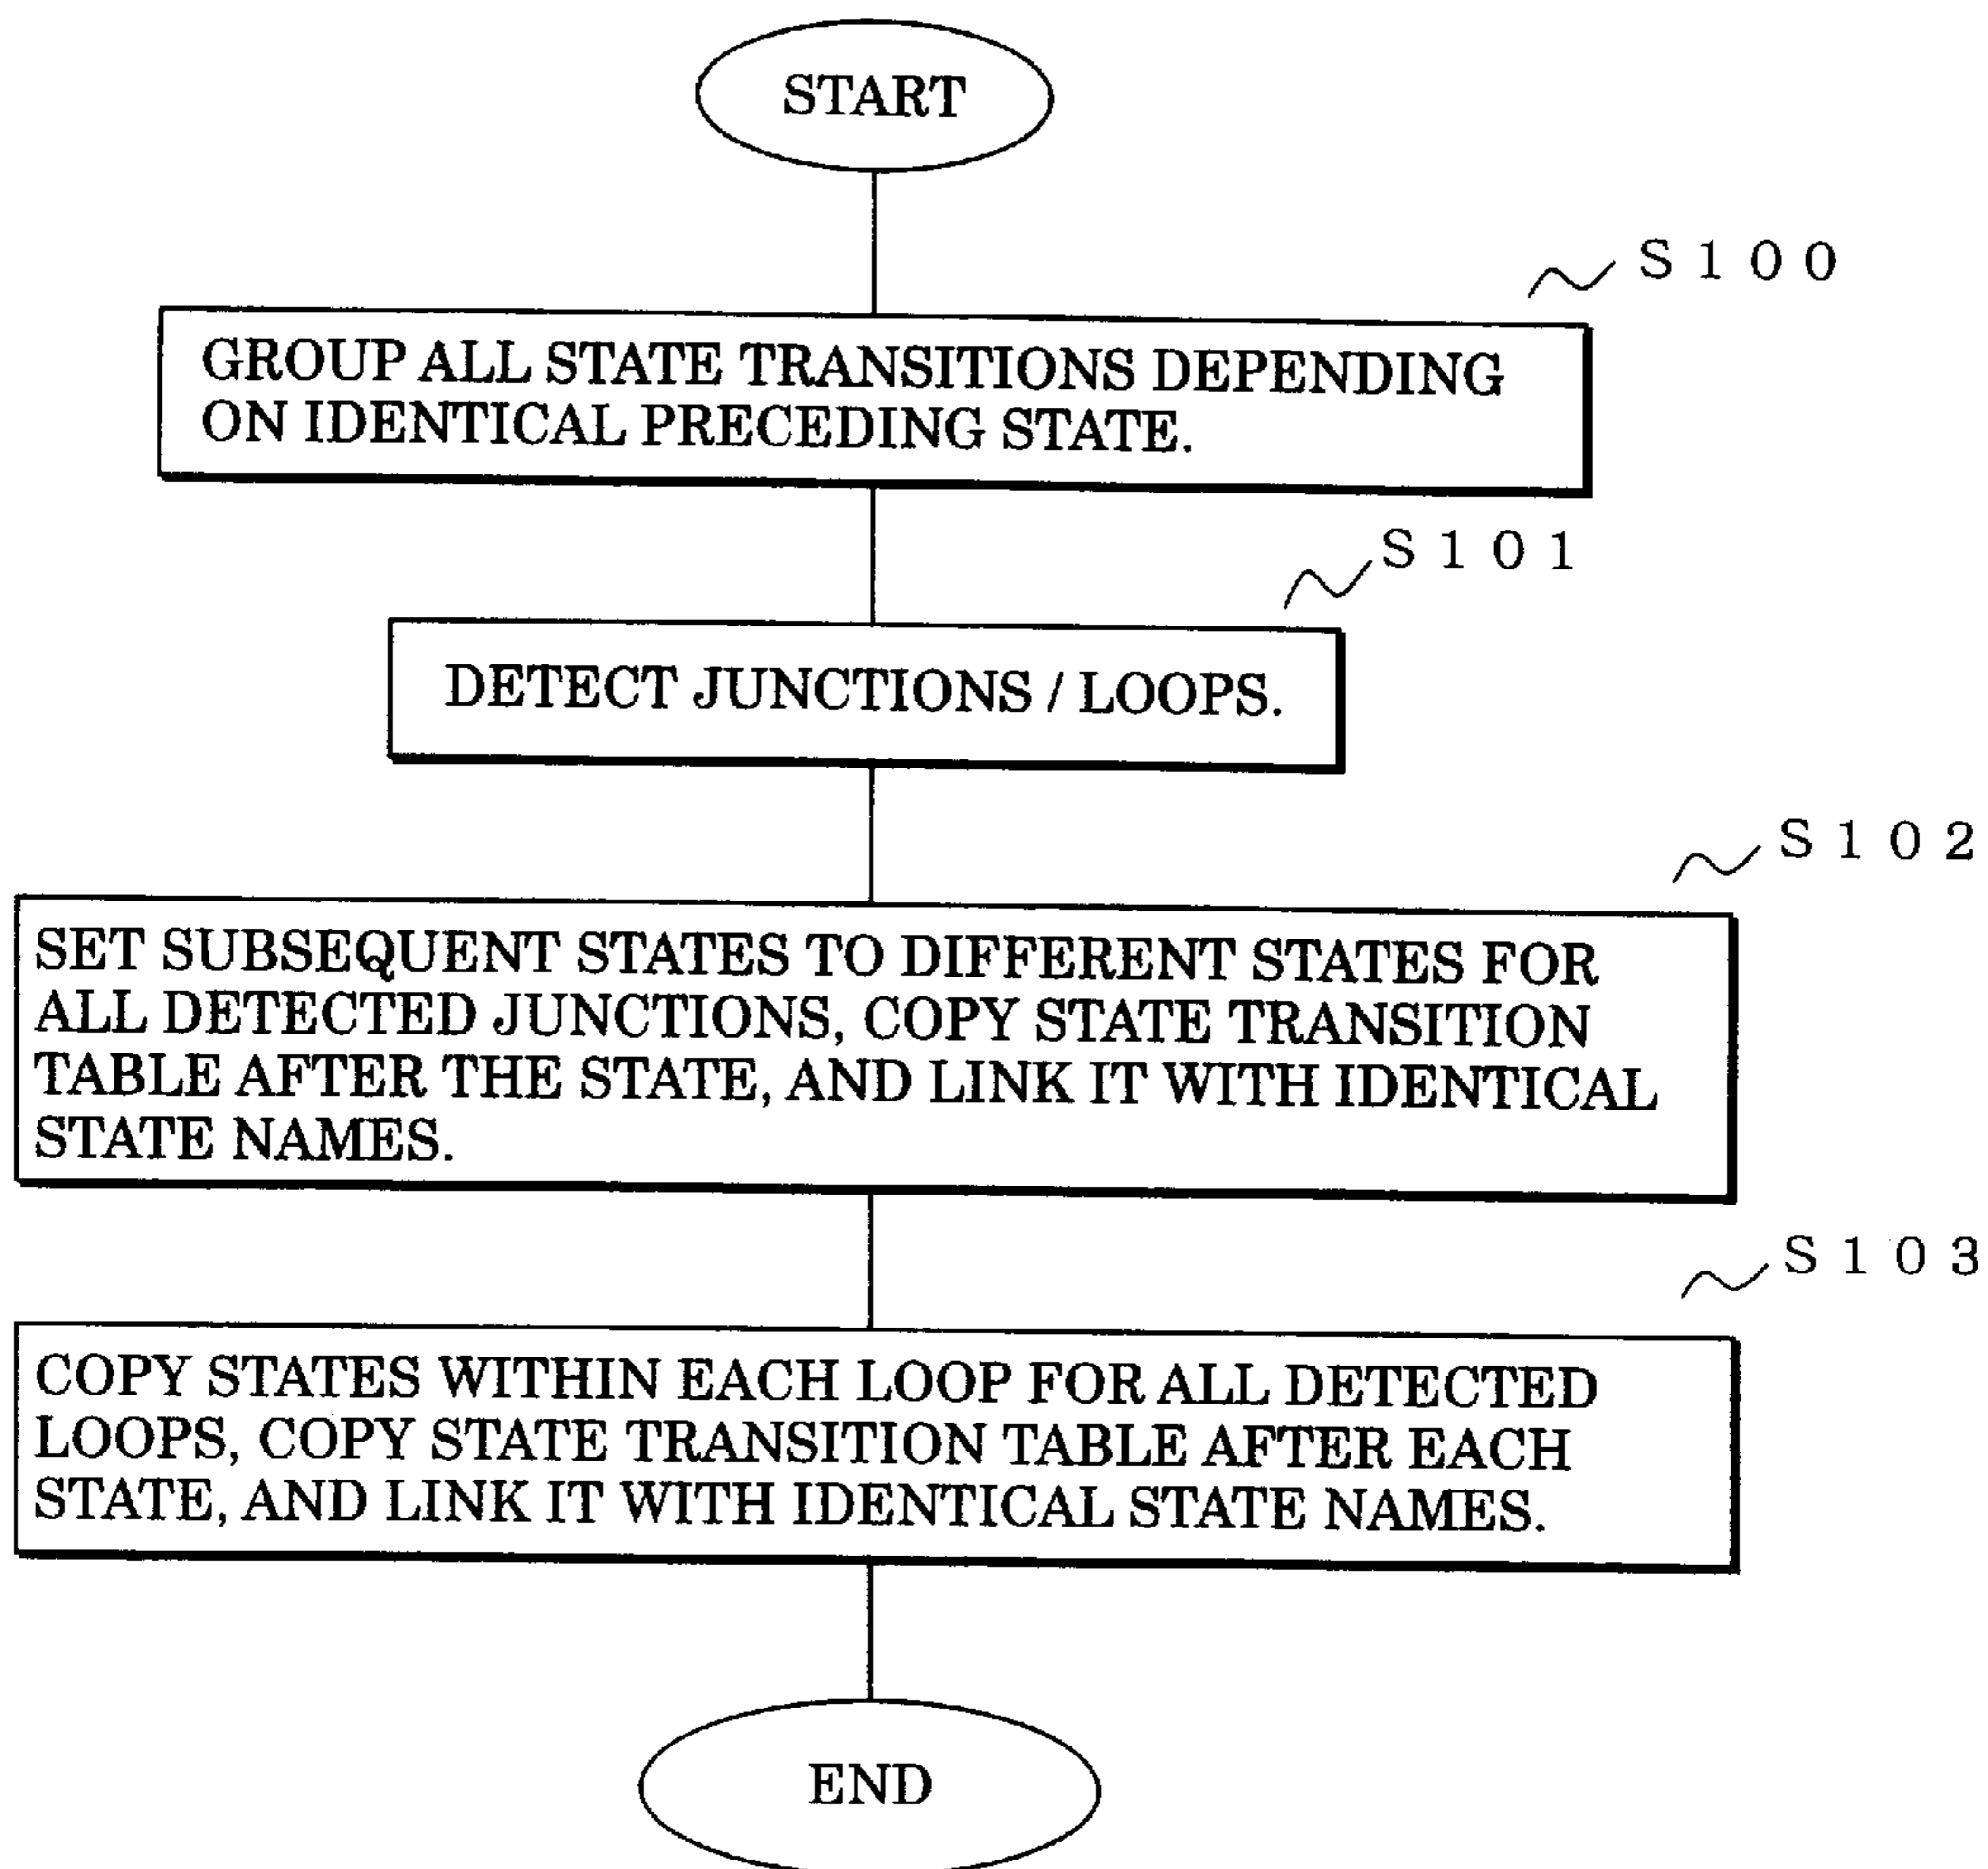 START
S100
GROUP ALL STATE TRANSITIONS DEPENDING
ON IDENTICAL PRECEDING STATE.
S101
DETECT JUNCTIONS / LOOPS.
S102
SET SUBSEQUENT STATES TO DIFFERENT STATES FOR
ALL DETECTED JUNCTIONS, COPY STATE TRANSITION
TABLE AFTER THE STATE, AND LINK IT WITH IDENTICAL
STATE NAMES.
S103
COPY STATES WITHIN EACH LOOP FOR ALL DETECTED
LOOPS, COPY STATE TRANSITION TABLE AFTER EACH
STATE, AND LINK IT WITH IDENTICAL STATE NAMES.
END